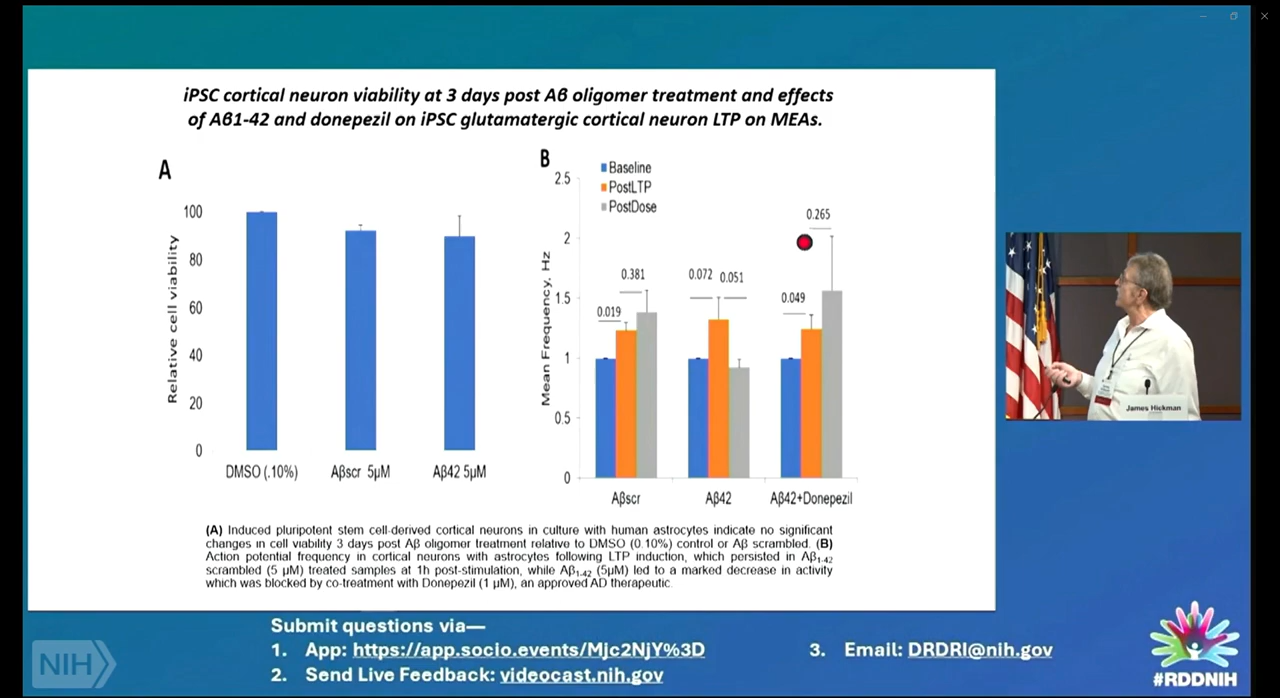 iPSC cortical neuron viability at 3 days post Aβ oligomer treatment and effects
of Aβ1-42 and donepezil on iPSC glutamatergic cortical neuron LTP on MEAs.
A
Relative cell viability
100
80
60
40
20
0
DMSO (.10%)
Aβscr 5µM
Aβ42 5µM
B
Baseline
PostLTP
PostDose
Mean Frequency, Hz
2.5
2
1.5
1
0.5
0
0.019
0.381
0.072
0.051
0.049
0.265
Aβscr
Aβ42
Aβ42+Donepezil
(A) Induced pluripotent stem cell-derived cortical neurons in culture with human astrocytes indicate no significant
changes in cell viability 3 days post Aβ oligomer treatment relative to DMSO (0.10%) control or Aβ scrambled. (B)
Action potential frequency in cortical neurons with astrocytes following LTP induction, which persisted in Aβ1-42
scrambled (5 µM) treated samples at 1h post-stimulation, while Aβ1-42 (5µM) led to a marked decrease in activity
which was blocked by co-treatment with Donepezil (1 µM), an approved AD therapeutic.
James Hickman
Submit questions via—
1. App: https://app.socio.events/Mjc2NjY%3D
2. Send Live Feedback: videocast.nih.gov
3. Email: DRDRI@nih.gov
NIH
#RDDNIH